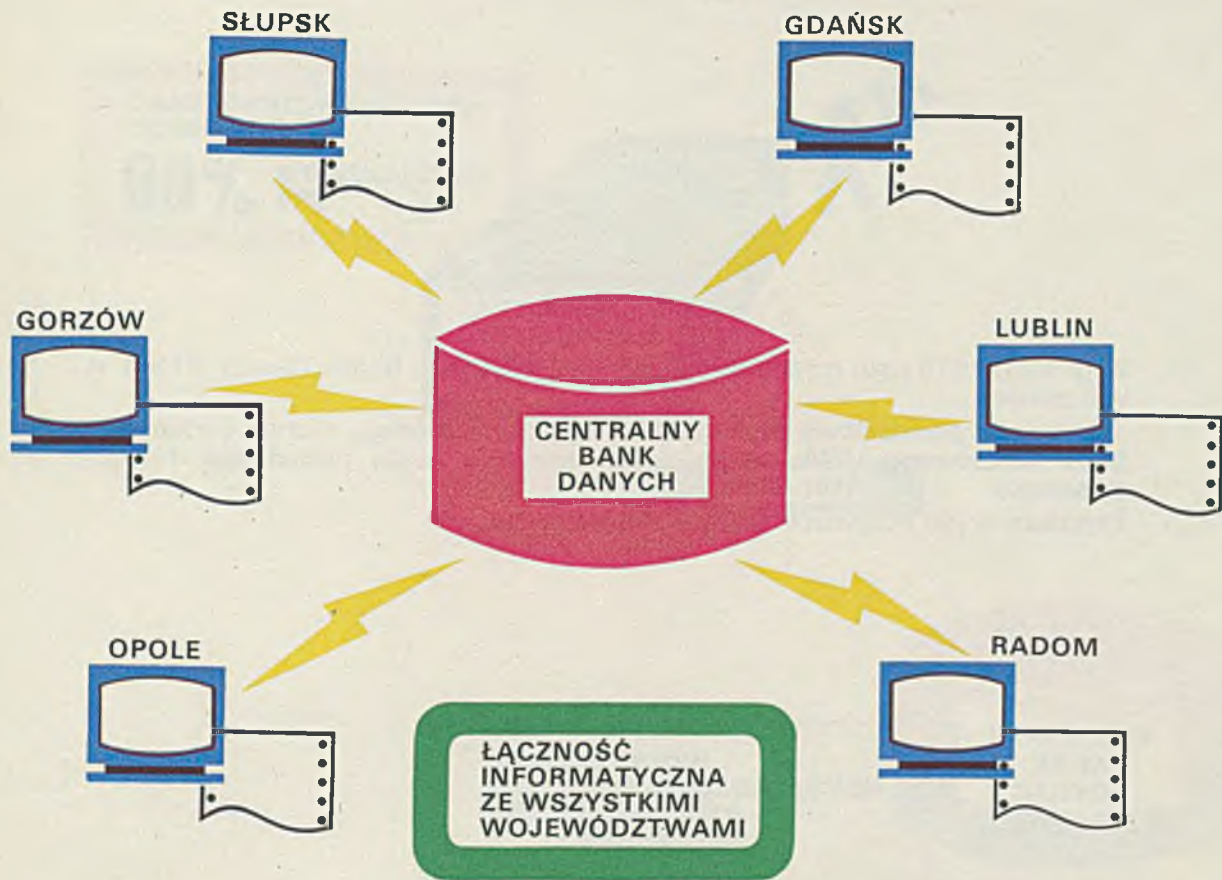 SŁUPSK
GDAŃSK
GORZÓW
LUBLIN
CENTRALNY
BANK
DANYCH
OPOLE
RADOM
ŁĄCZNOŚĆ
INFORMATYCZNA
ZE WSZYSTKIMI
WOJEWÓDZTWAMI